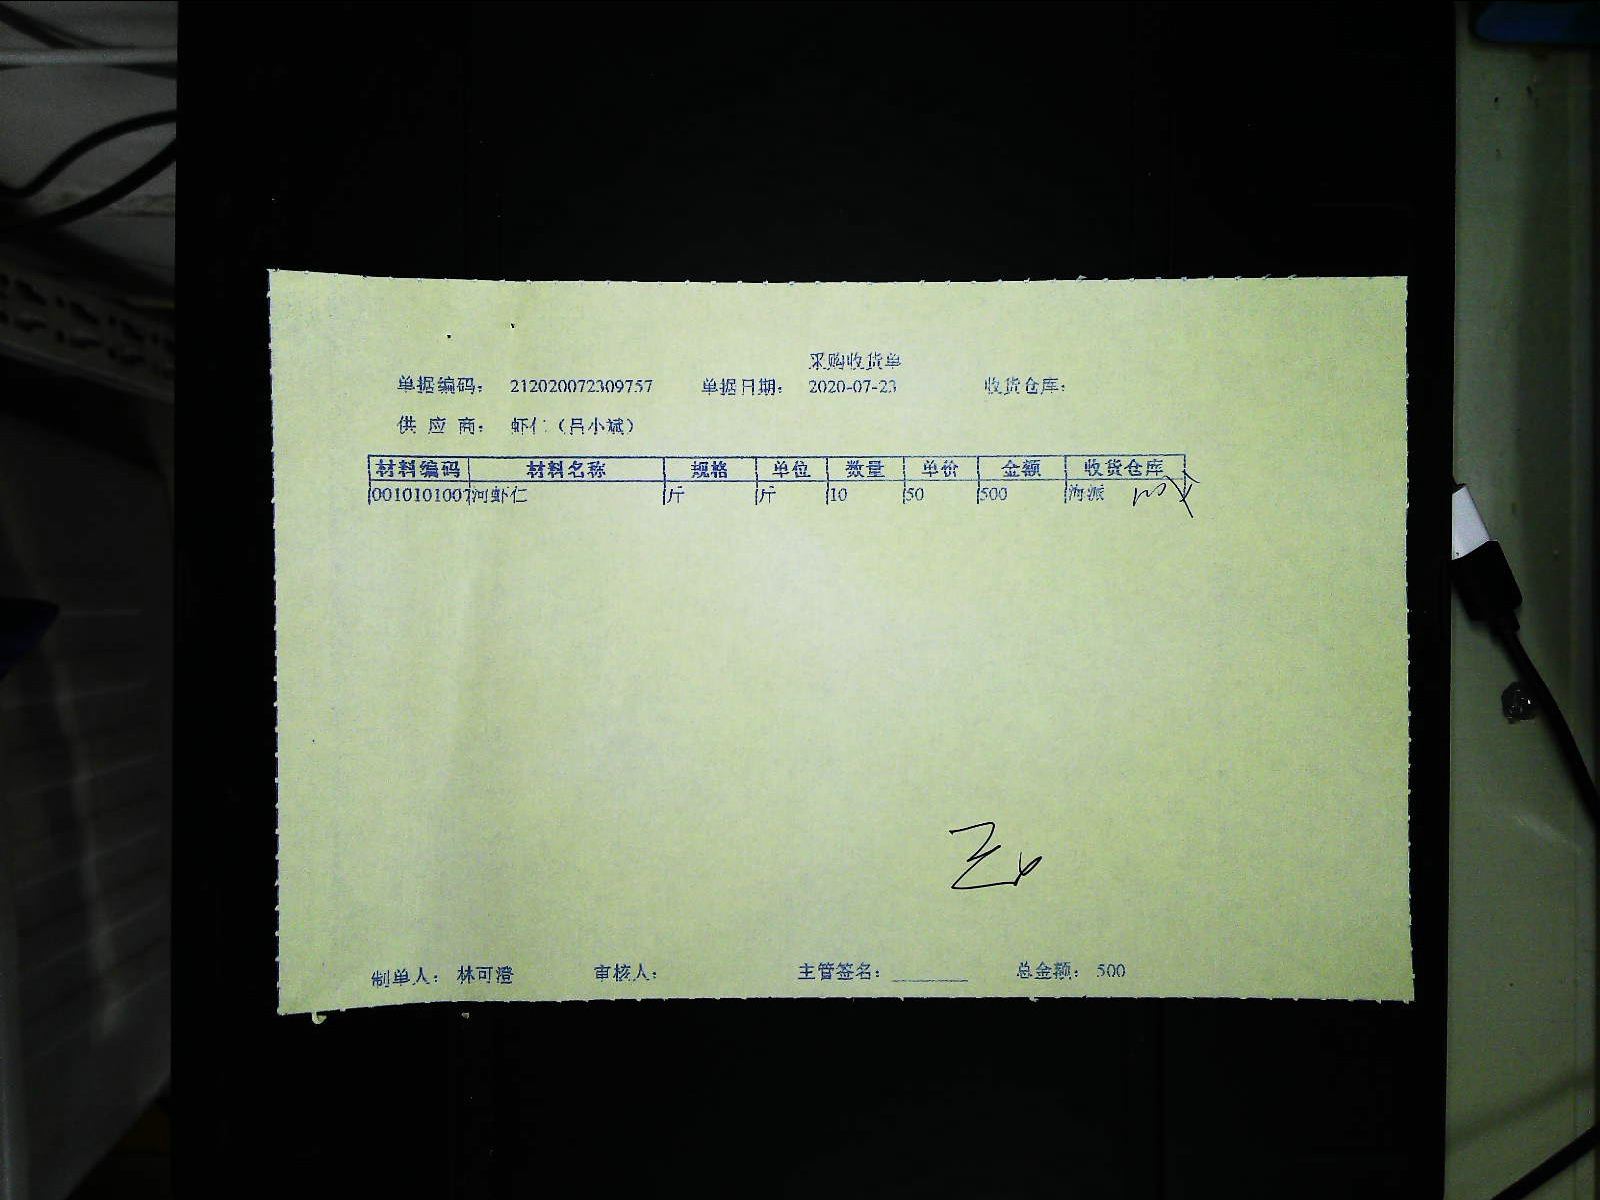 采购收货单
单据编码： 212020072309757 单据日期： 2020-07-23 收货仓库：
供 应 商： 虾仁（吕小斌）
材料编码 材料名称 规格 单位 数量 单价 金额 收货仓库
0010101007 河虾仁 斤 斤 10 50 500 海派
制单人： 林可澄 审核人： 主管签名： 总金额： 500